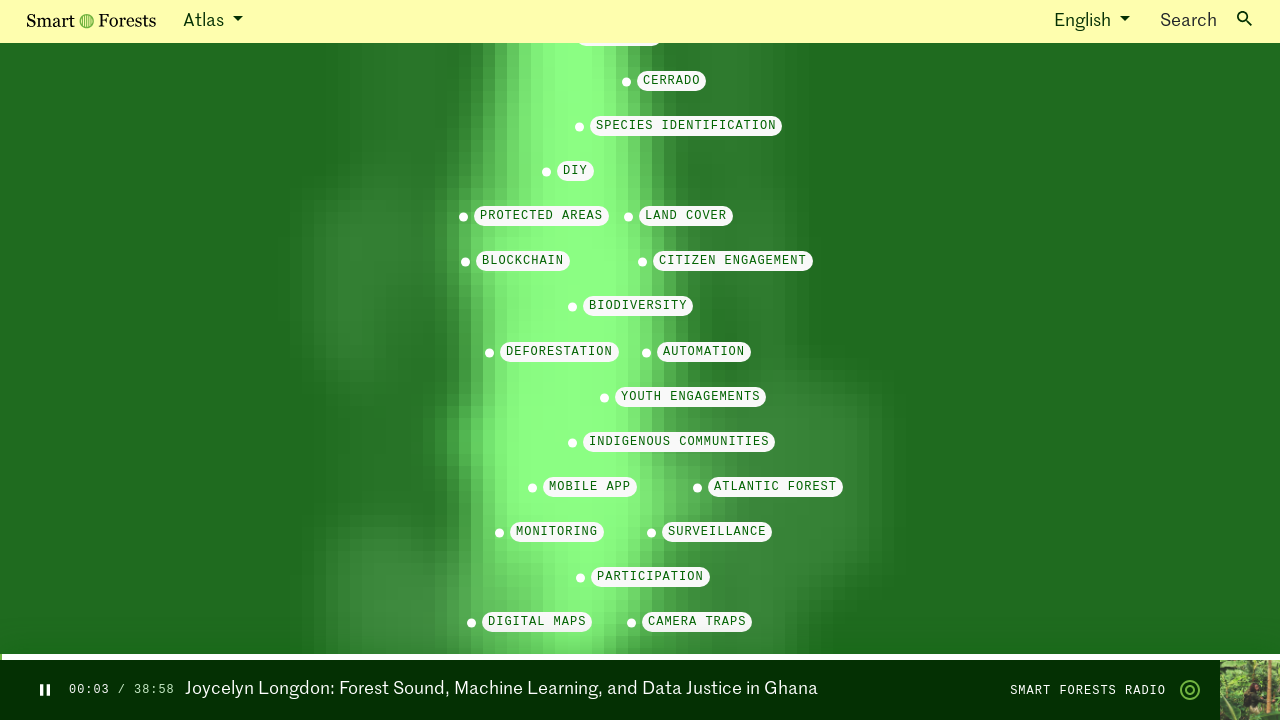 Smart Forests Atlas English Search
CERRADO
SPECIES IDENTIFICATION
DIY
PROTECTED AREAS LAND COVER
BLOCKCHAIN CITIZEN ENGAGEMENT
BIODIVERSITY
DEFORESTATION AUTOMATION
YOUTH ENGAGEMENTS
INDIGENOUS COMMUNITIES
MOBILE APP ATLANTIC FOREST
MONITORING SURVEILLANCE
PARTICIPATION
DIGITAL MAPS CAMERA TRAPS
00:03 / 38:58 Joycelyn Longdon: Forest Sound, Machine Learning, and Data Justice in Ghana SMART FORESTS RADIO